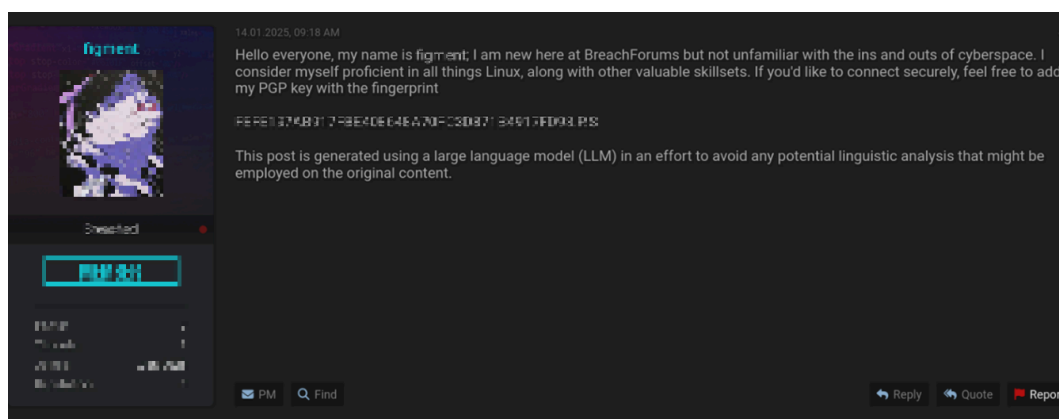 14.01.2025, 09:18 AM
figment
Hello everyone, my name is figment; I am new here at BreachForums but not unfamiliar with the ins and outs of cyberspace. I
consider myself proficient in all things Linux, along with other valuable skillsets. If you'd like to connect securely, feel free to add
my PGP key with the fingerprint
This post is generated using a large language model (LLM) in an effort to avoid any potential linguistic analysis that might be
employed on the original content.
PM Find Reply Quote Repor